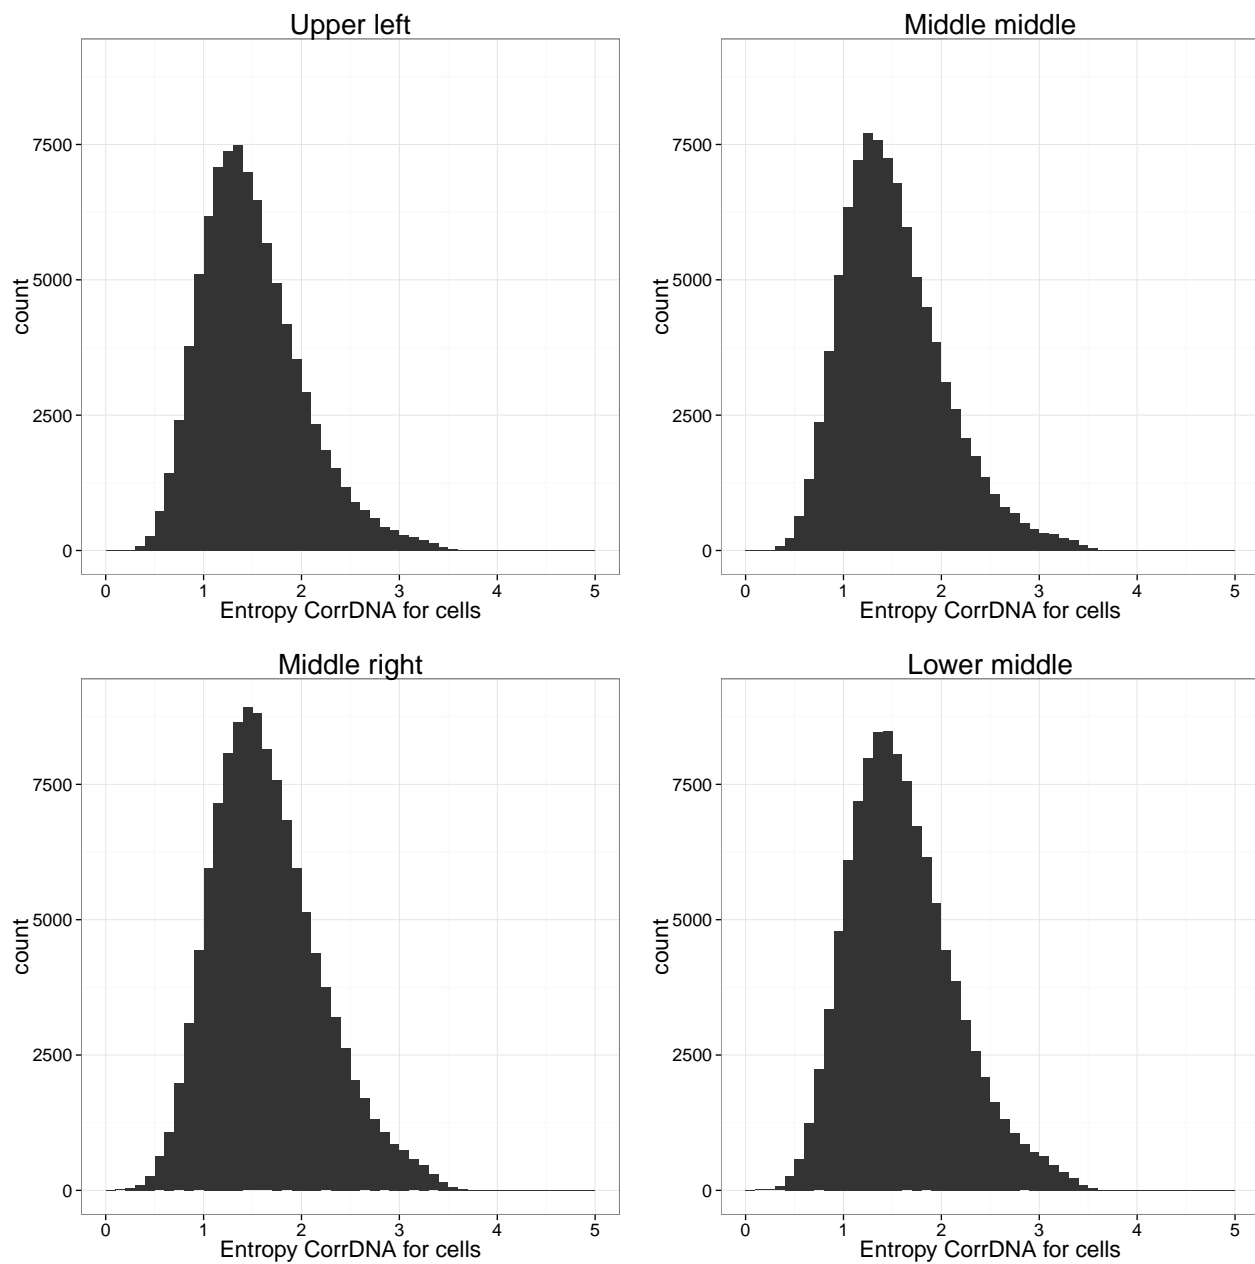 Upper left
7500
5000
2500
0
count
0 1 2 3 4 5
Entropy CorrDNA for cells
Middle middle
7500
5000
2500
0
count
0 1 2 3 4 5
Entropy CorrDNA for cells
Middle right
7500
5000
2500
0
count
0 1 2 3 4 5
Entropy CorrDNA for cells
Lower middle
7500
5000
2500
0
count
0 1 2 3 4 5
Entropy CorrDNA for cells